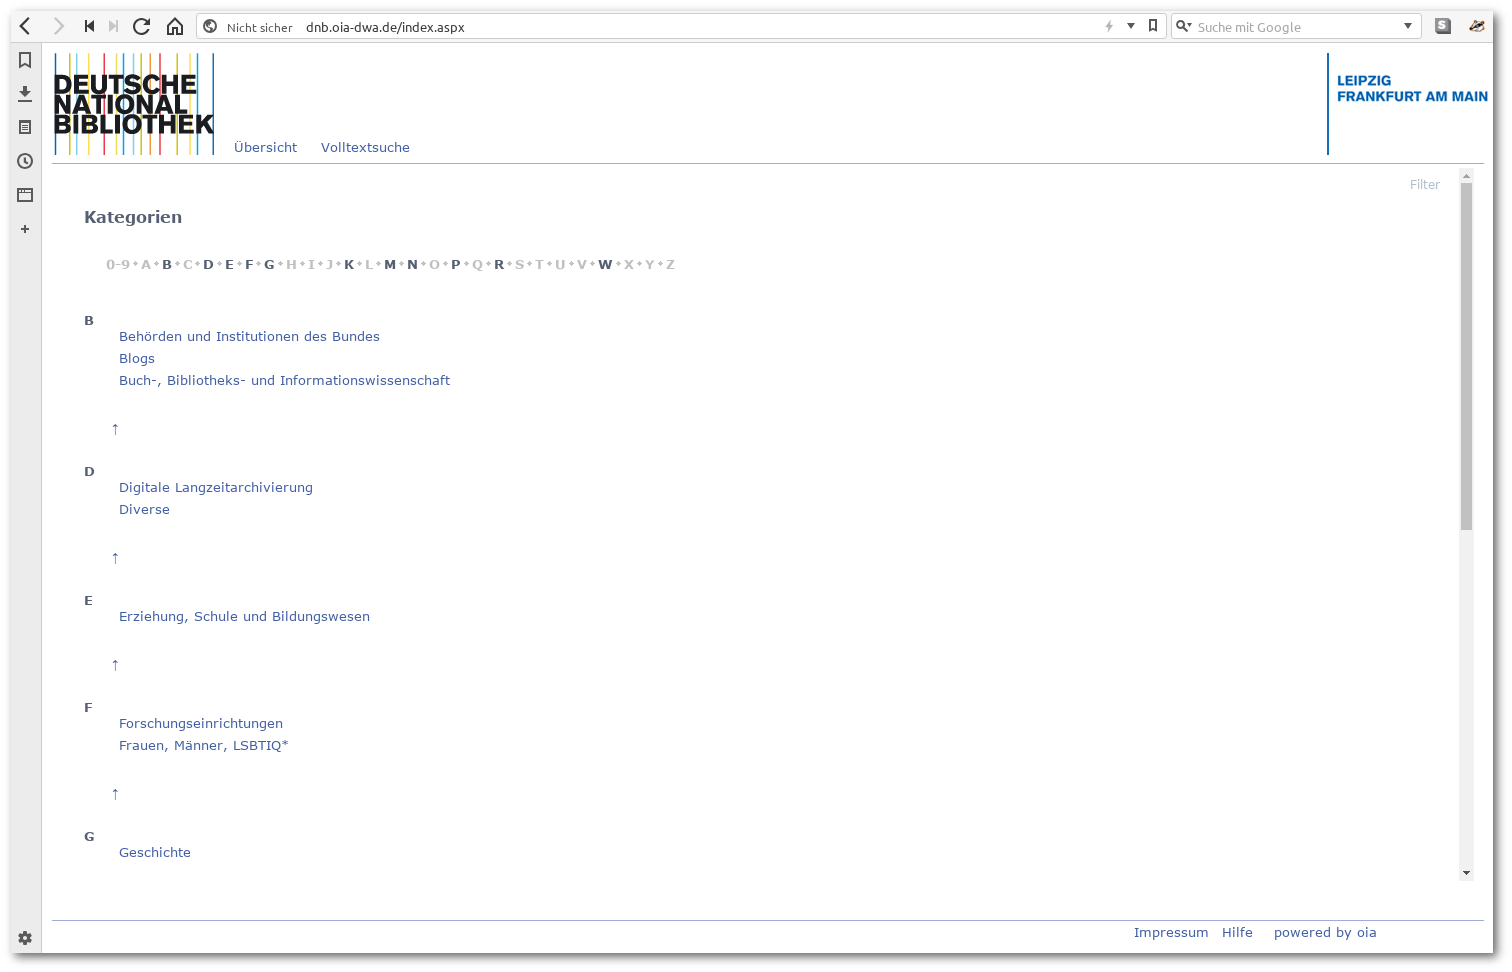 Nicht sicher dnb.oia-dwa.de/index.aspx Suche mit Google S
DEUTSCHE
NATIONAL
BIBLIOTHEK
LEIPZIG
FRANKFURT AM MAIN
Übersicht Volltextsuche
Filter
Kategorien
0-9 • A • B • C • D • E • F • G • H • I • J • K • L • M • N • O • P • Q • R • S • T • U • V • W • X • Y • Z
B
Behörden und Institutionen des Bundes
Blogs
Buch-, Bibliotheks- und Informationswissenschaft
↑
D
Digitale Langzeitarchivierung
Diverse
↑
E
Erziehung, Schule und Bildungswesen
↑
F
Forschungseinrichtungen
Frauen, Männer, LSBTIQ*
↑
G
Geschichte
Impressum Hilfe powered by oia